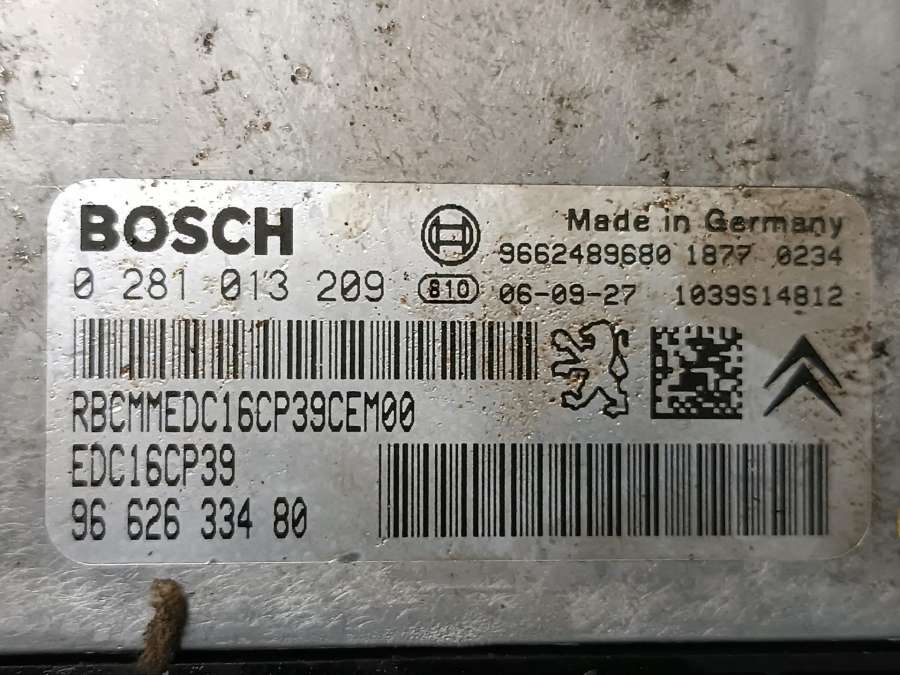 BOSCH
Made in Germany
9662489680 1877 0234
0 281 013 209
810 06-09-27 1039S14812
RBCMMEDC16CP39CEM00
EDC16CP39
96 626 334 80